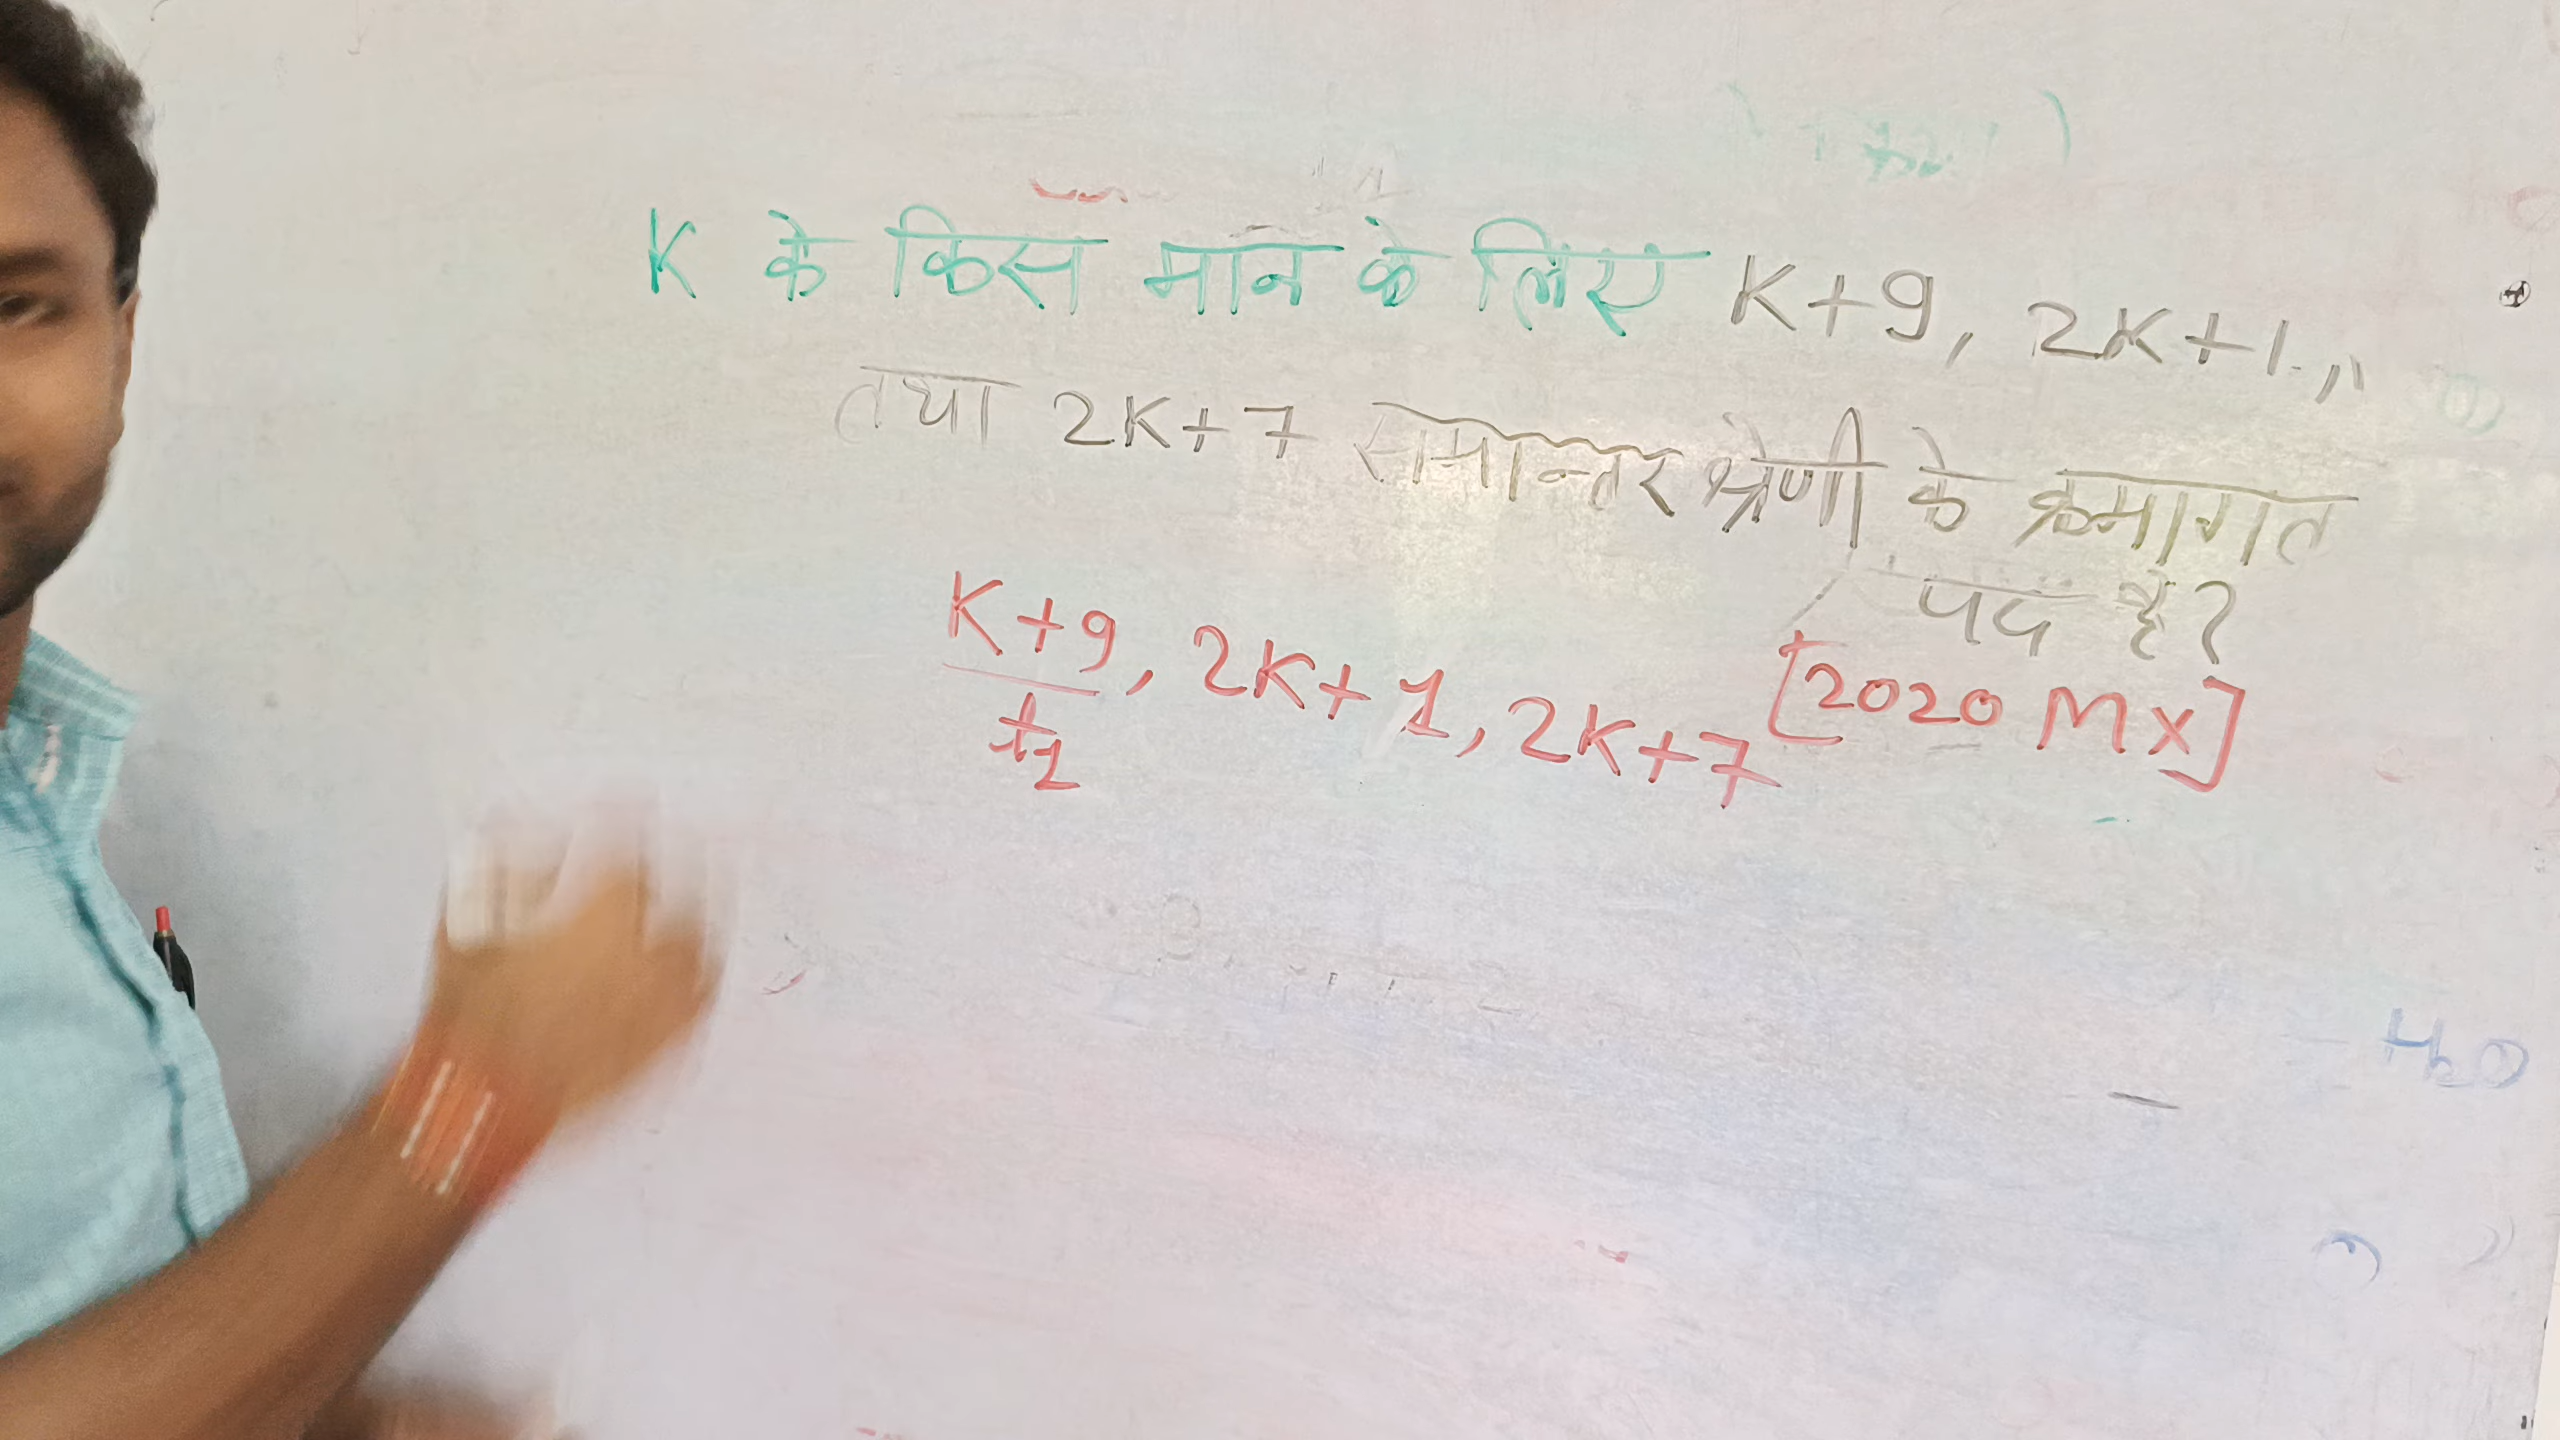 K के किस मान के लिए K+9, 2K+1,
तथा 2K+7 समान्तर श्रेणी के क्रमागत
पद है?
[2020 MX]
K+9, 2K+1, 2K+7
t1